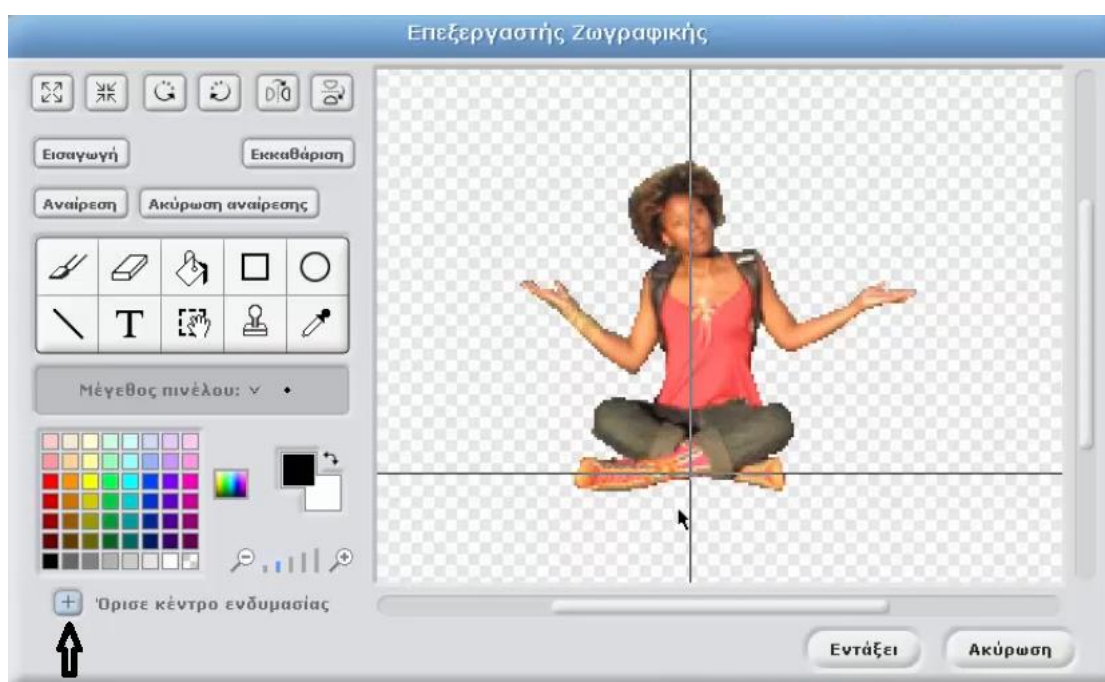 Επεξεργαστής Ζωγραφικής
Εισαγωγή
Εκκαθάριση
Αναίρεση
Ακύρωση αναίρεσης
T
Μέγεθος πινέλου:
Όρισε κέντρο ενδυμασίας
Εντάξει
Ακύρωση